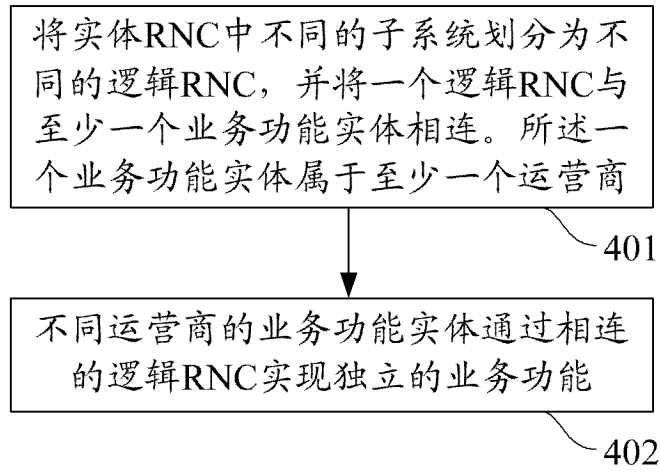 将实体RNC中不同的子系统划分为不
同的逻辑RNC，并将一个逻辑RNC与
至少一个业务功能实体相连。所述一
个业务功能实体属于至少一个运营商
401
不同运营商的业务功能实体通过相连
的逻辑RNC实现独立的业务功能
402